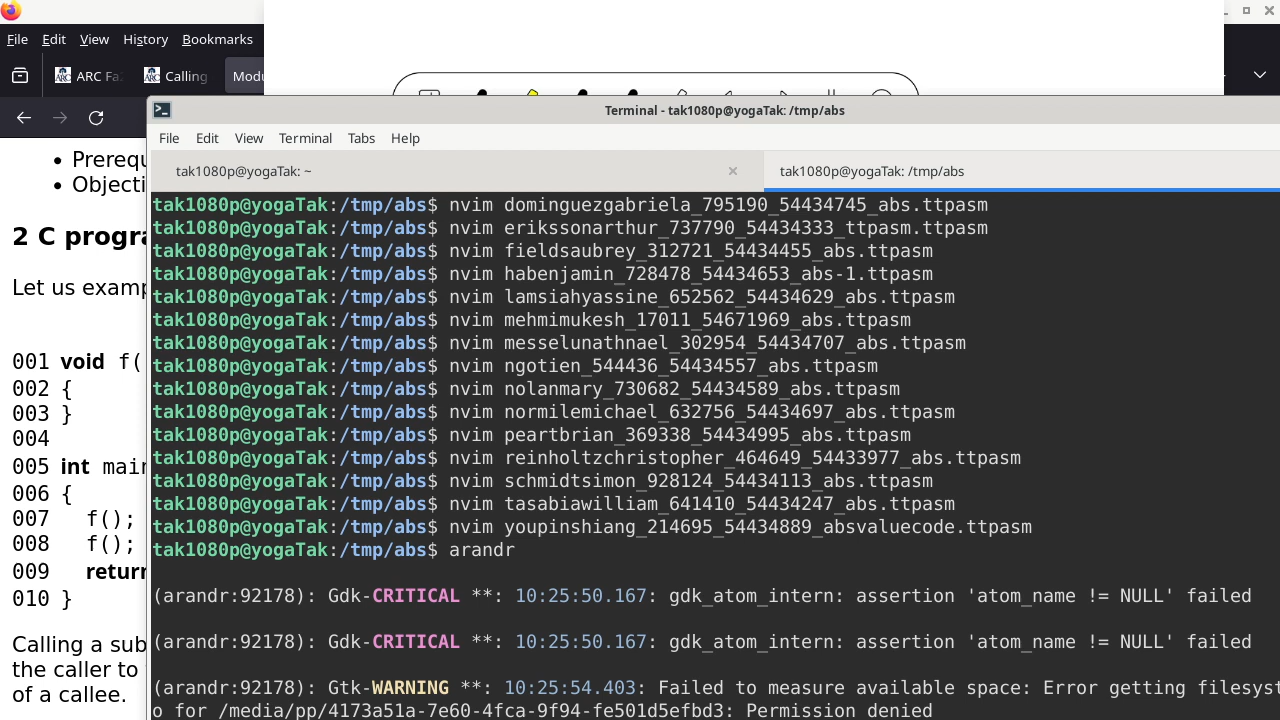 File Edit View History Bookmarks
ARC Fa
Calling
Modu
Terminal - tak1080p@yogaTak: /tmp/abs
File Edit View Terminal Tabs Help
tak1080p@yogaTak: ~
tak1080p@yogaTak: /tmp/abs
tak1080p@yogaTak:/tmp/abs$ nvim dominguezgabriela_795190_54434745_abs.ttpasm
tak1080p@yogaTak:/tmp/abs$ nvim erikssonarthur_737790_54434333_ttpasm.ttpasm
tak1080p@yogaTak:/tmp/abs$ nvim fieldsaubrey_312721_54434455_abs.ttpasm
tak1080p@yogaTak:/tmp/abs$ nvim habenjamin_728478_54434653_abs-1.ttpasm
tak1080p@yogaTak:/tmp/abs$ nvim lamsiahyassine_652562_54434629_abs.ttpasm
tak1080p@yogaTak:/tmp/abs$ nvim mehmimukesh_17011_54671969_abs.ttpasm
tak1080p@yogaTak:/tmp/abs$ nvim messelunathnael_302954_54434707_abs.ttpasm
tak1080p@yogaTak:/tmp/abs$ nvim ngotien_544436_54434557_abs.ttpasm
tak1080p@yogaTak:/tmp/abs$ nvim nolanmary_730682_54434589_abs.ttpasm
tak1080p@yogaTak:/tmp/abs$ nvim normilemichael_632756_54434697_abs.ttpasm
tak1080p@yogaTak:/tmp/abs$ nvim peartbrian_369338_54434995_abs.ttpasm
tak1080p@yogaTak:/tmp/abs$ nvim reinholtzchristopher_464649_54433977_abs.ttpasm
tak1080p@yogaTak:/tmp/abs$ nvim schmidtsimon_928124_54434113_abs.ttpasm
tak1080p@yogaTak:/tmp/abs$ nvim tasabiawilliam_641410_54434247_abs.ttpasm
tak1080p@yogaTak:/tmp/abs$ nvim youpinshiang_214695_54434889_absvaluecode.ttpasm
tak1080p@yogaTak:/tmp/abs$ arandr
(arandr:92178): Gdk-CRITICAL **: 10:25:50.167: gdk_atom_intern: assertion 'atom_name != NULL' failed
(arandr:92178): Gdk-CRITICAL **: 10:25:50.167: gdk_atom_intern: assertion 'atom_name != NULL' failed
(arandr:92178): Gtk-WARNING **: 10:25:54.403: Failed to measure available space: Error getting filesyst
o for /media/pp/4173a51a-7e60-4fca-9f94-fe501d5efbd3: Permission denied
• Prerequ
• Objecti
2 C progra
Let us examp
001 void f(
002 {
003 }
004
005 int main
006 {
007 f();
008 f();
009 return
010 }
Calling a sub
the caller to
of a callee.